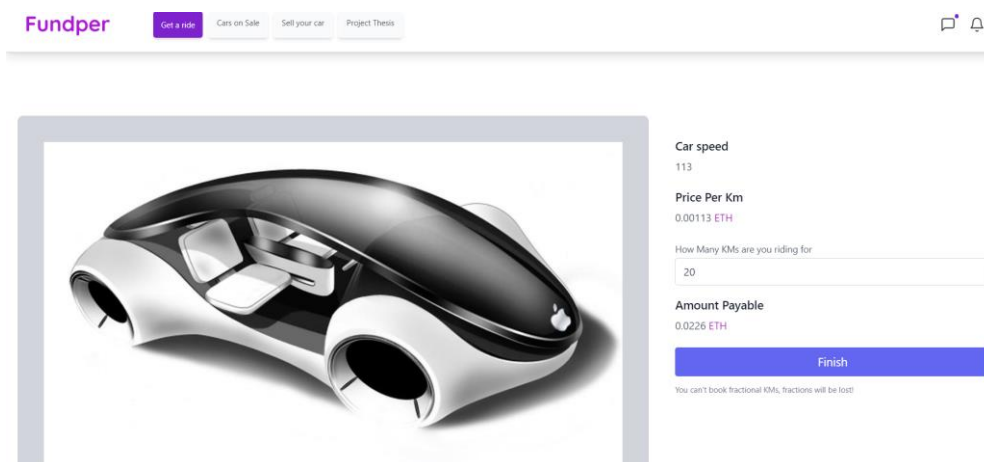 Fundper
Get a ride
Cars on Sale
Sell your car
Project Thesis
Car speed
113
Price Per Km
0.00113 ETH
How Many KMs are you riding for
20
Amount Payable
0.0226 ETH
Finish
You can't book fractional KMs, fractions will be lost!